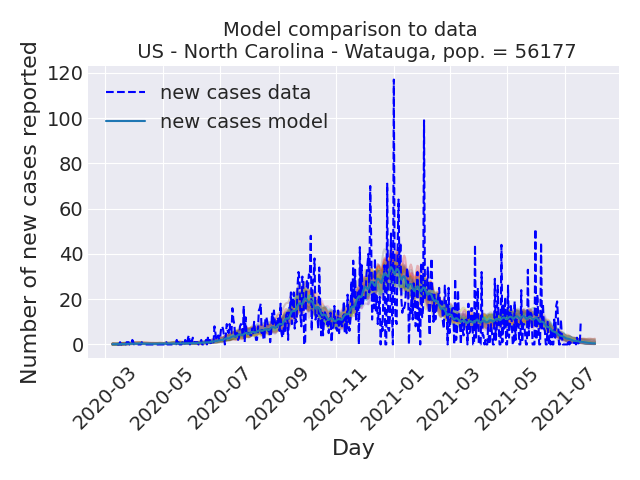 Model comparison to data
US - North Carolina - Watauga, pop. = 56177
Number of new cases reported
120
100
80
60
40
20
0
new cases data
new cases model
2020-03
2020-05
2020-07
2020-09
2020-11
2021-01
2021-03
2021-05
2021-07
Day